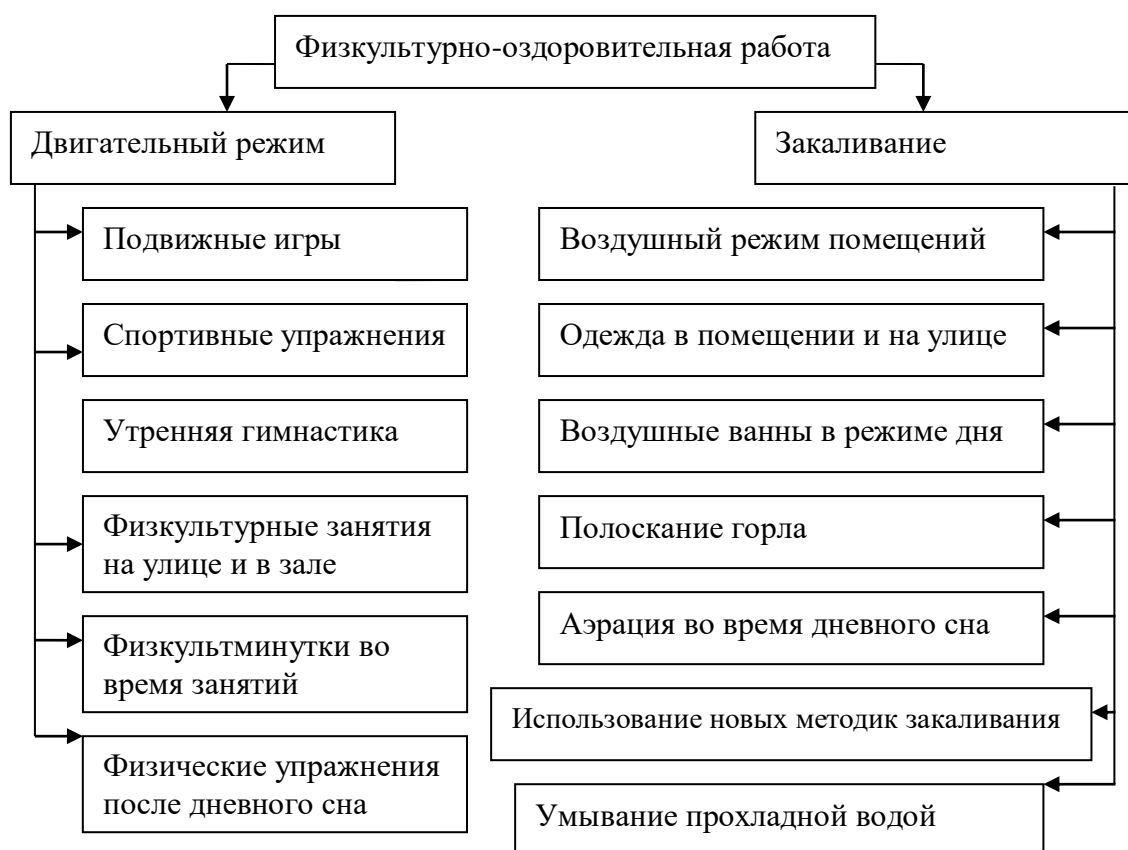 Физкультурно-оздоровительная работа
Двигательный режим
Закаливание
Подвижные игры
Спортивные упражнения
Утренняя гимнастика
Физкультурные занятия
на улице и в зале
Физкультминутки во
время занятий
Физические упражнения
после дневного сна
Воздушный режим помещений
Одежда в помещении и на улице
Воздушные ванны в режиме дня
Полоскание горла
Аэрация во время дневного сна
Использование новых методик закаливания
Умывание прохладной водой